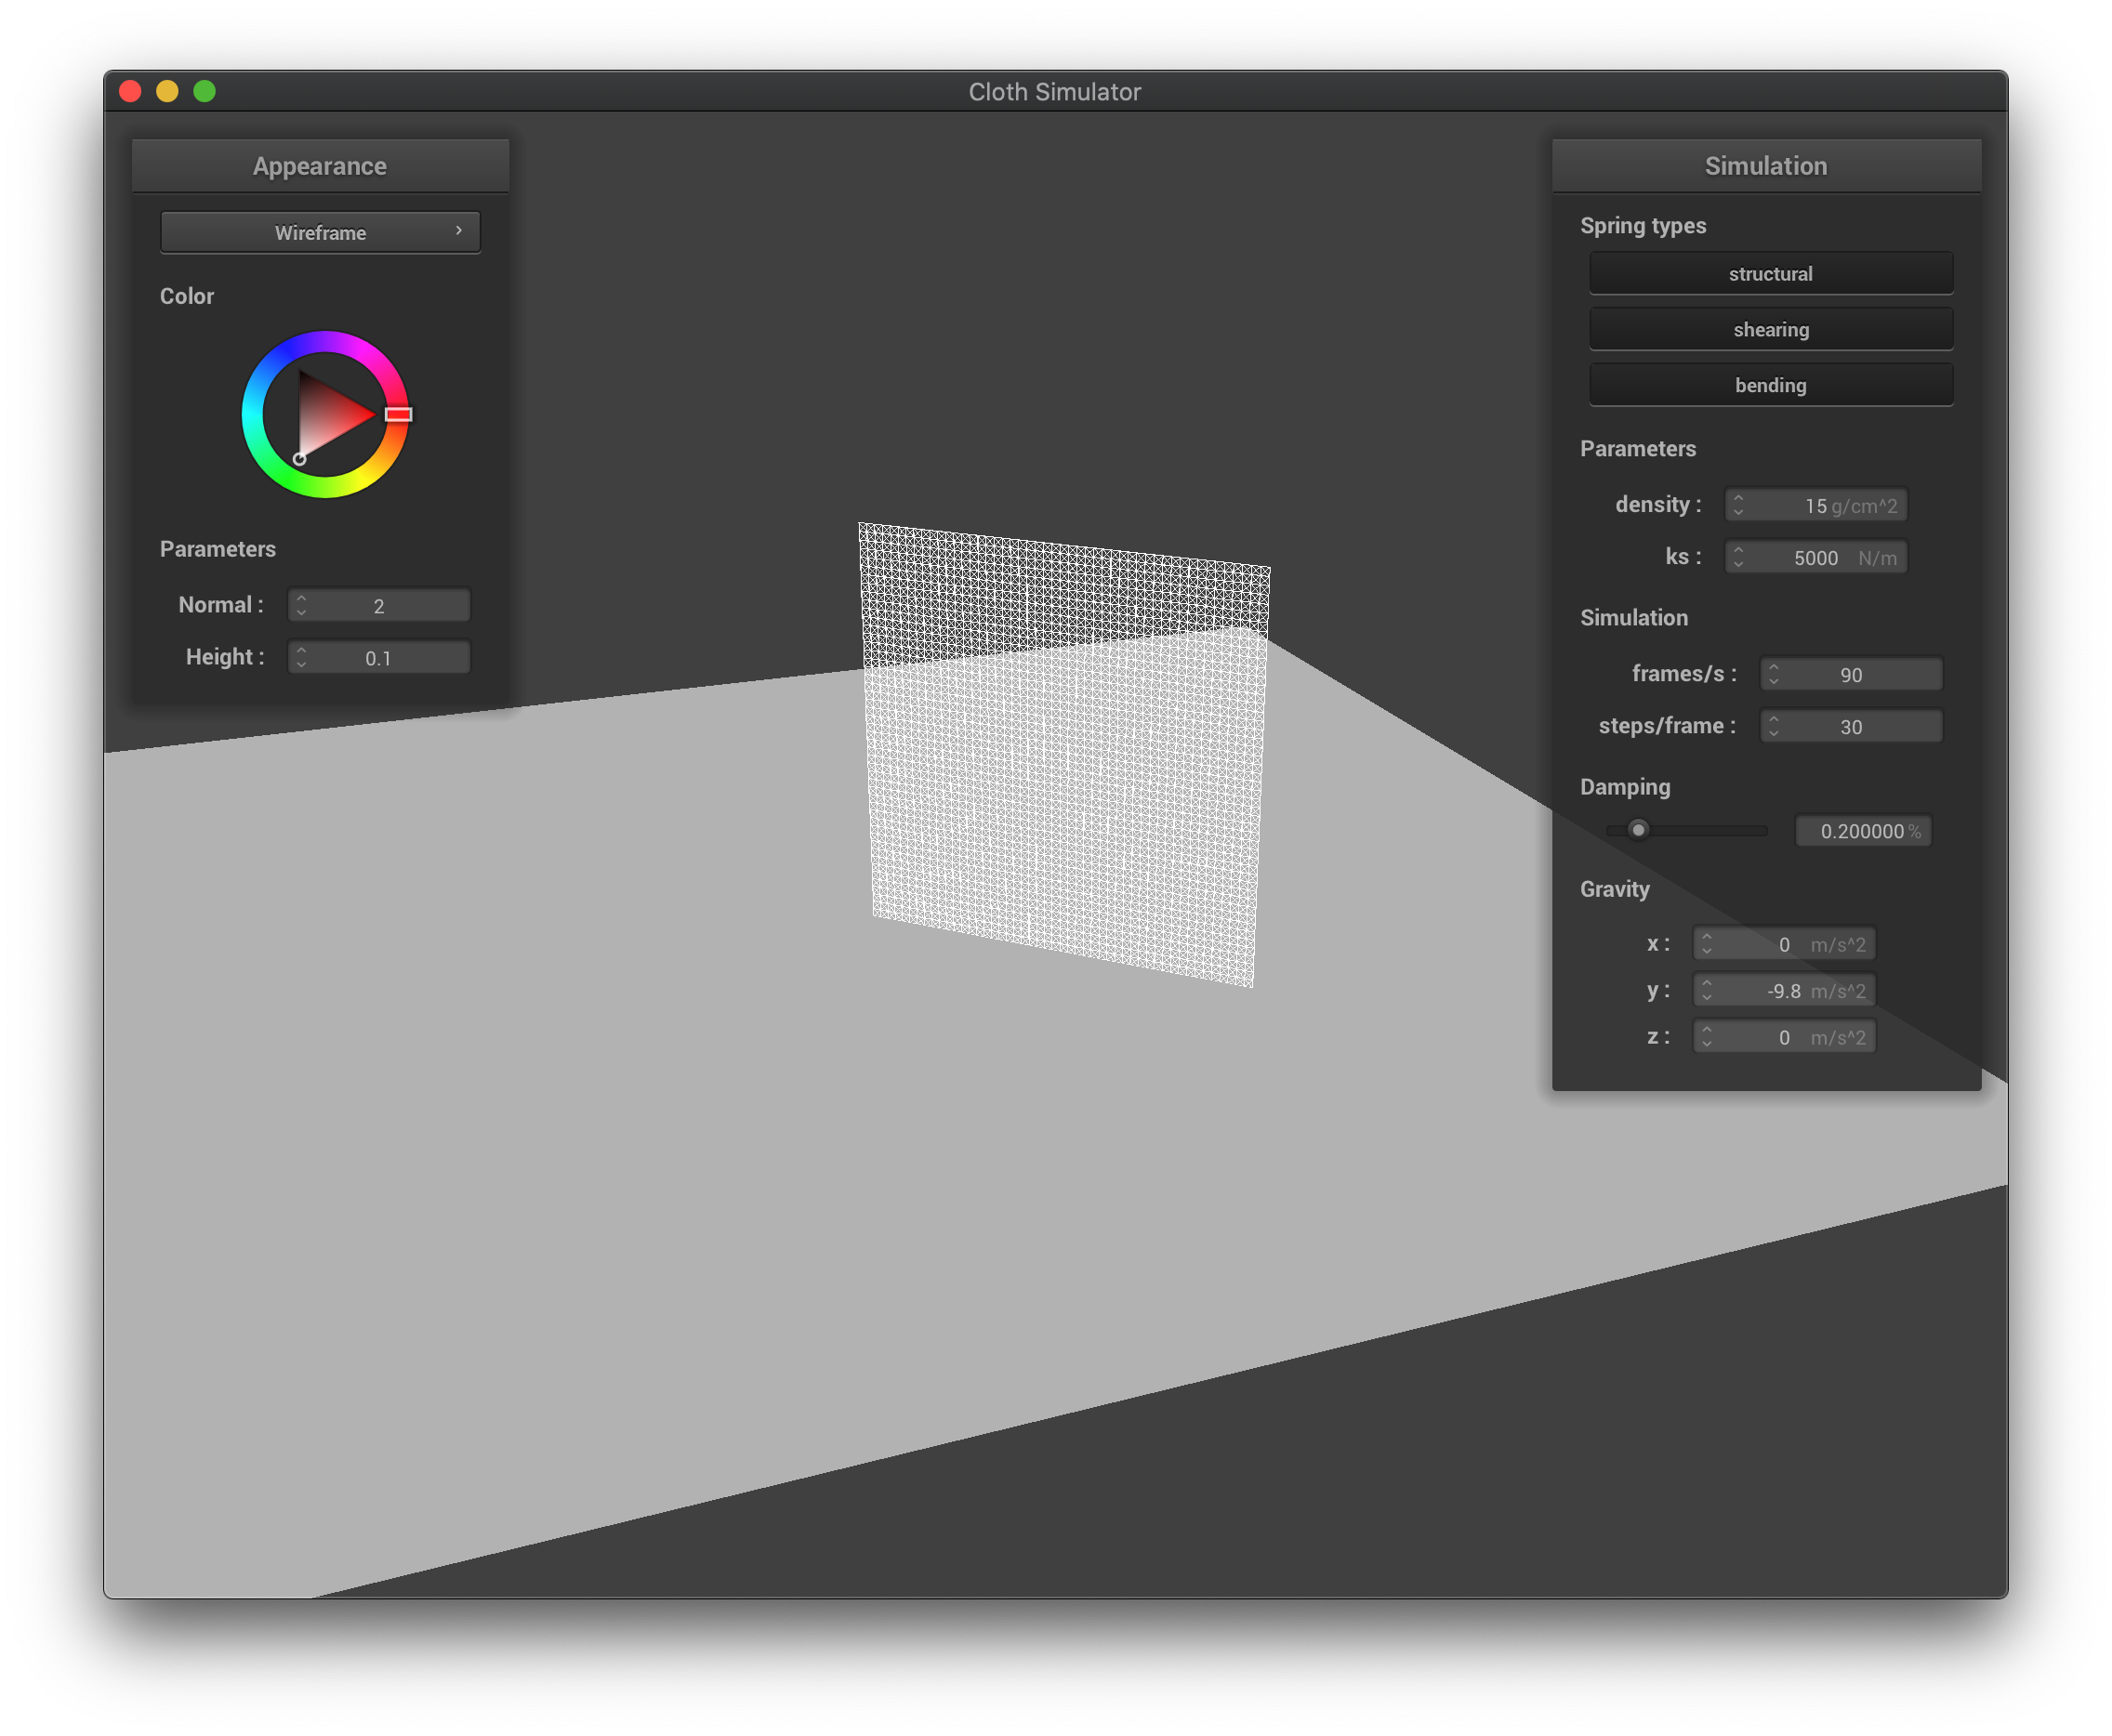 Cloth Simulator
Appearance
Wireframe
Color
Parameters
Normal : 2
Height : 0.1
Simulation
Spring types
structural
shearing
bending
Parameters
density : 15 g/cm^2
ks : 5000 N/m
Simulation
frames/s : 90
steps/frame : 30
Damping
0.200000 %
Gravity
x : 0 m/s^2
y : -9.8 m/s^2
z : 0 m/s^2